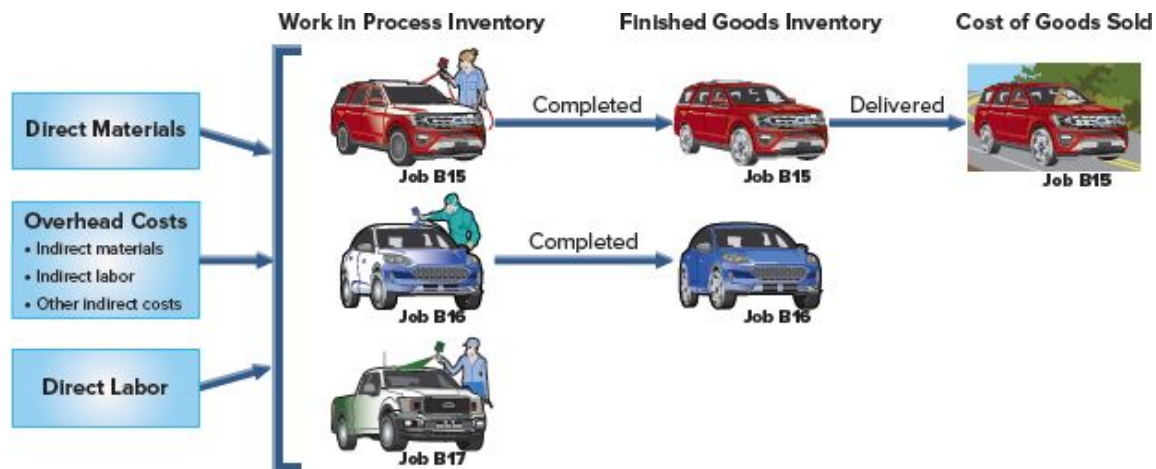 Work in Process Inventory
Finished Goods Inventory
Cost of Goods Sold
Direct Materials
Overhead Costs
• Indirect materials
• Indirect labor
• Other indirect costs
Direct Labor
Job B15
Completed
Job B15
Delivered
Job B15
Job B16
Completed
Job B16
Job B17